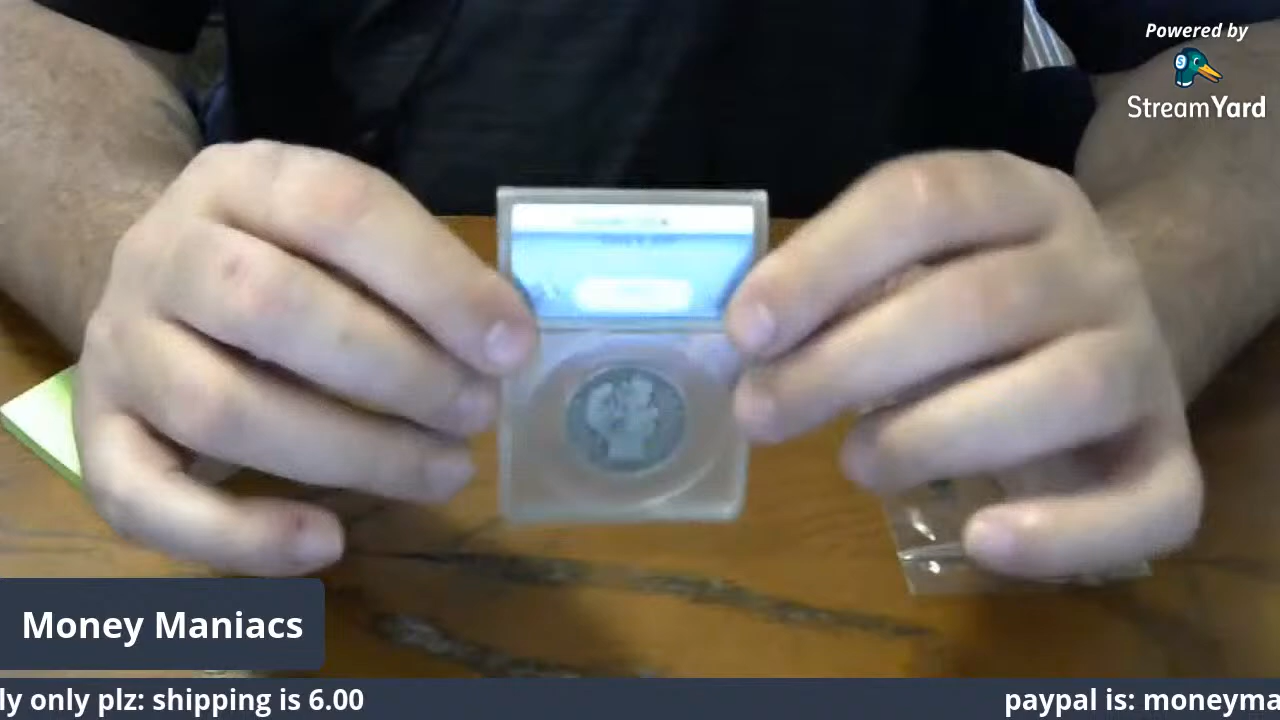 Powered by
StreamYard
Money Maniacs
ly only plz: shipping is 6.00
paypal is: moneyma